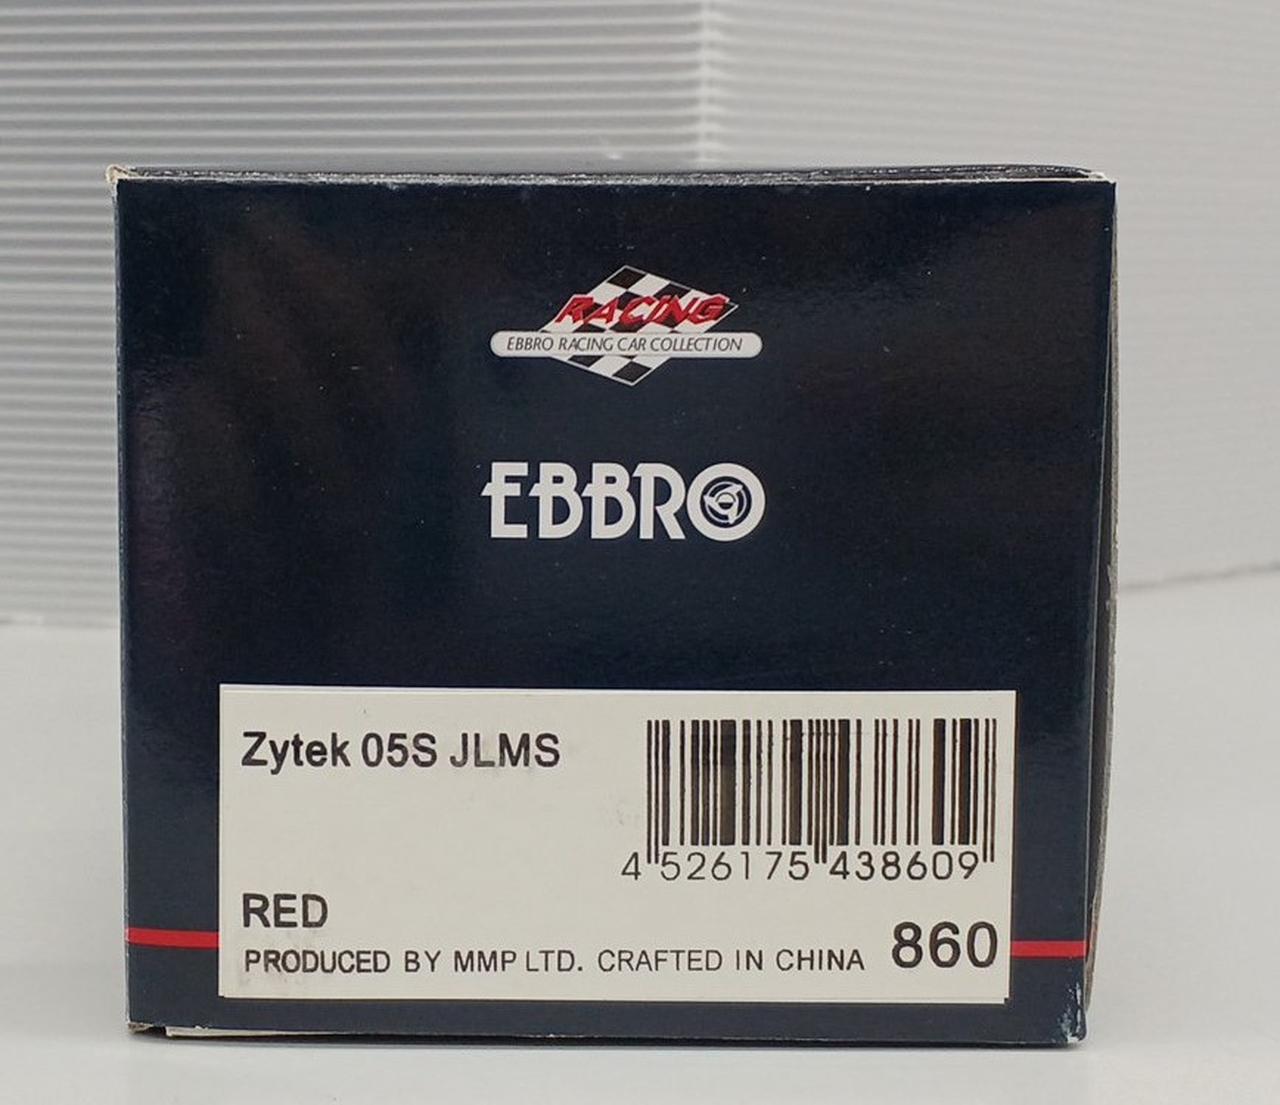 RACING
EBBRO RACING CAR COLLECTION
EBBRO
Zytek 05S JLMS
4 526175 438609
RED
860
PRODUCED BY MMP LTD. CRAFTED IN CHINA